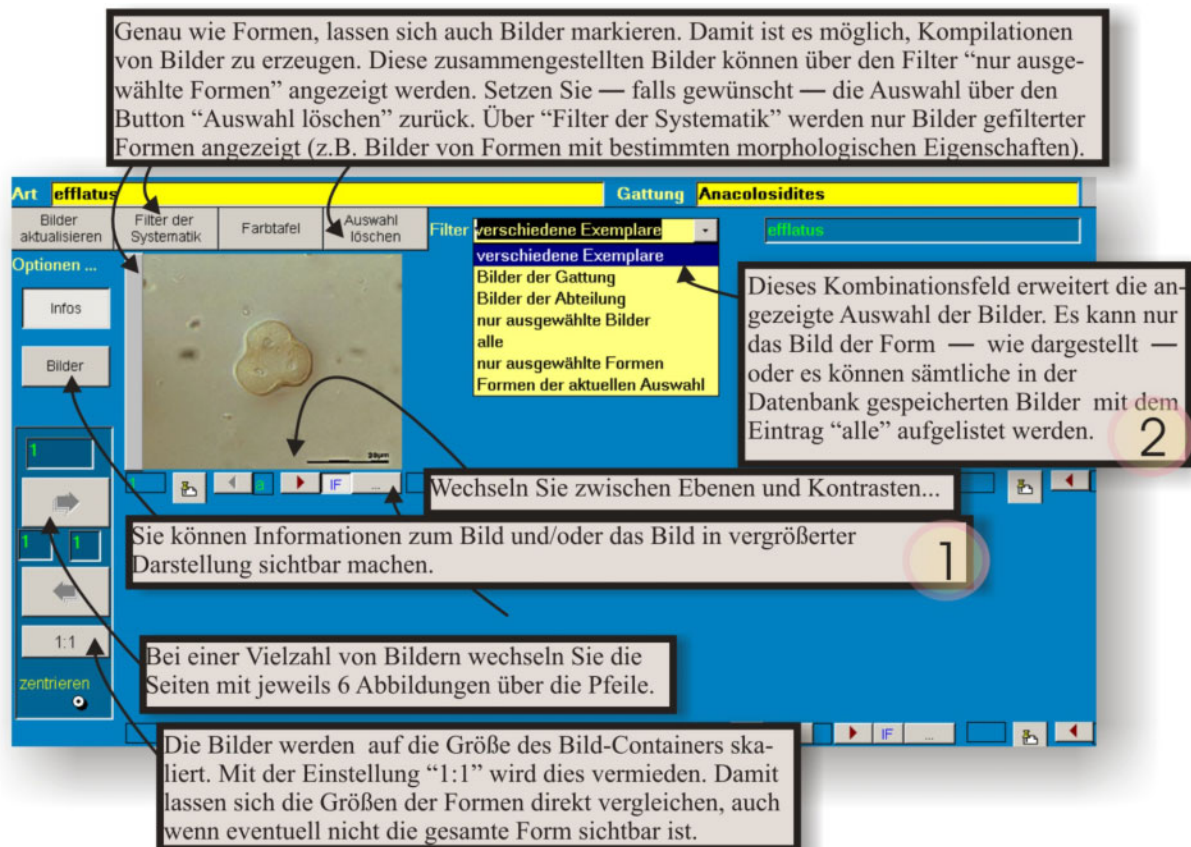 Genau wie Formen, lassen sich auch Bilder markieren. Damit ist es möglich, Kompilationen
von Bilder zu erzeugen. Diese zusammengestellten Bilder können über den Filter “nur ausge-
wählte Formen” angezeigt werden. Setzen Sie — falls gewünscht — die Auswahl über den
Button “Auswahl löschen” zurück. Über “Filter der Systematik” werden nur Bilder gefilterter
Formen angezeigt (z.B. Bilder von Formen mit bestimmten morphologischen Eigenschaften).
Art efflatus Gattung Anacolosidites
Bilder
aktualisieren
Filter der
Systematik
Farbtafel
Auswahl
löschen
Filter verschiedene Exemplare
efflatus
verschiedene Exemplare
Bilder der Gattung
Bilder der Abteilung
nur ausgewählte Bilder
alle
nur ausgewählte Formen
Formen der aktuellen Auswahl
Optionen ...
Infos
Bilder
Dieses Kombinationsfeld erweitert die an-
gezeigte Auswahl der Bilder. Es kann nur
das Bild der Form — wie dargestellt —
oder es können sämtliche in der
Datenbank gespeicherten Bilder mit dem
Eintrag “alle” aufgelistet werden.
2
20µm
1 a IF ...
Wechseln Sie zwischen Ebenen und Kontrasten...
1
Sie können Informationen zum Bild und/oder das Bild in vergrößerter
Darstellung sichtbar machen.
1
1 1
1:1
zentrieren
Bei einer Vielzahl von Bildern wechseln Sie die
Seiten mit jeweils 6 Abbildungen über die Pfeile.
IF ...
Die Bilder werden auf die Größe des Bild-Containers ska-
liert. Mit der Einstellung “1:1” wird dies vermieden. Damit
lassen sich die Größen der Formen direkt vergleichen, auch
wenn eventuell nicht die gesamte Form sichtbar ist.